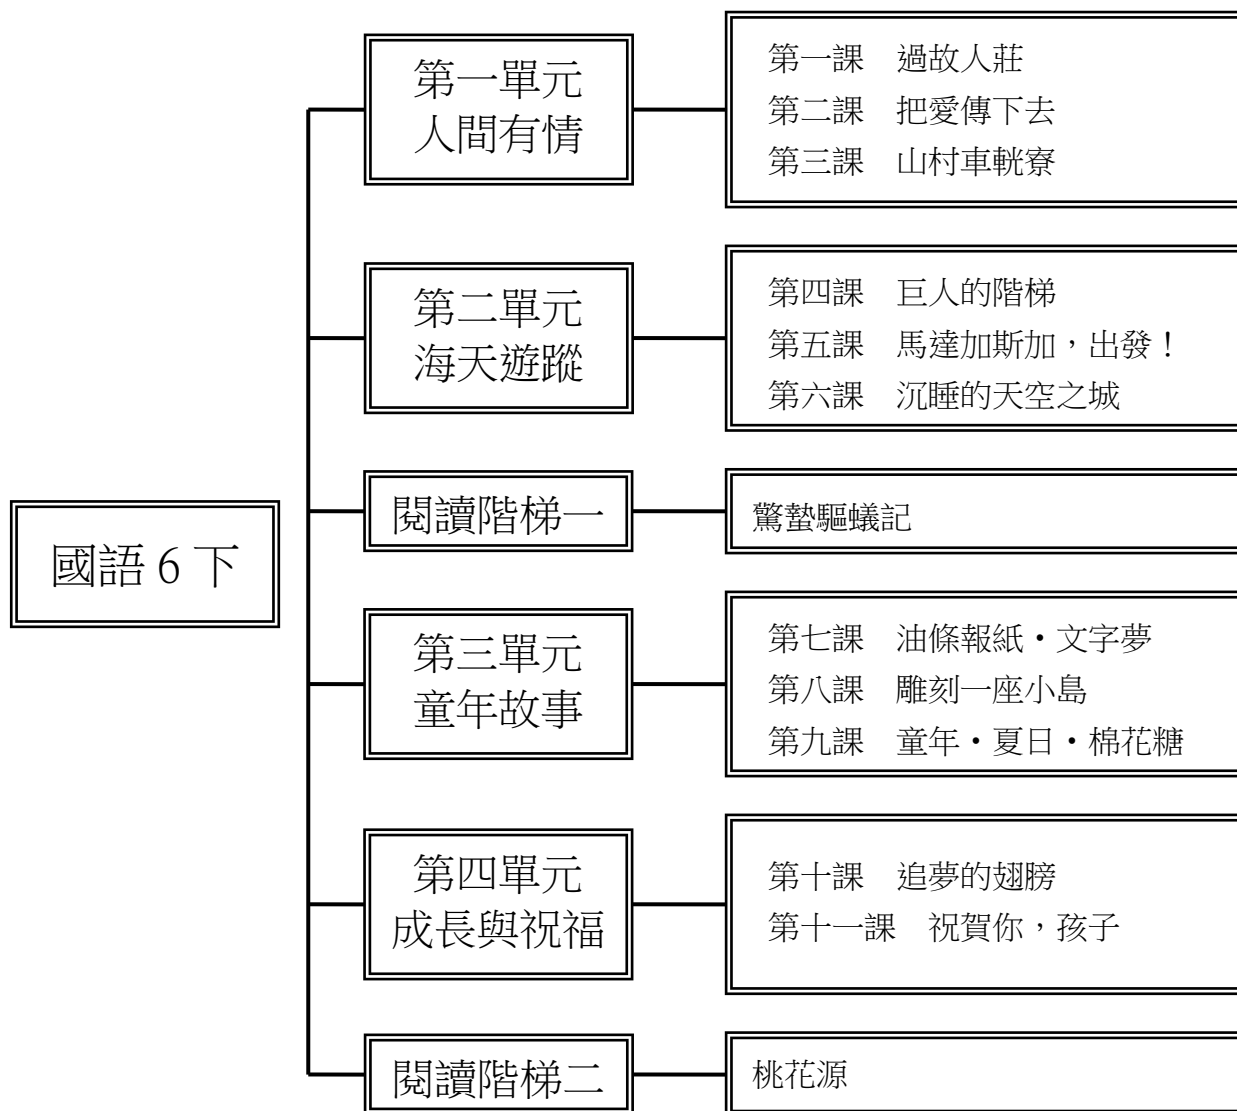 國語 6 下
第一單元
人間有情
第一課　過故人莊
第二課　把愛傳下去
第三課　山村車輄寮
第二單元
海天遊蹤
第四課　巨人的階梯
第五課　馬達加斯加，出發！
第六課　沉睡的天空之城
閱讀階梯一
驚蟄驅蟻記
第三單元
童年故事
第七課　油條報紙・文字夢
第八課　雕刻一座小島
第九課　童年・夏日・棉花糖
第四單元
成長與祝福
第十課　追夢的翅膀
第十一課　祝賀你，孩子
閱讀階梯二
桃花源